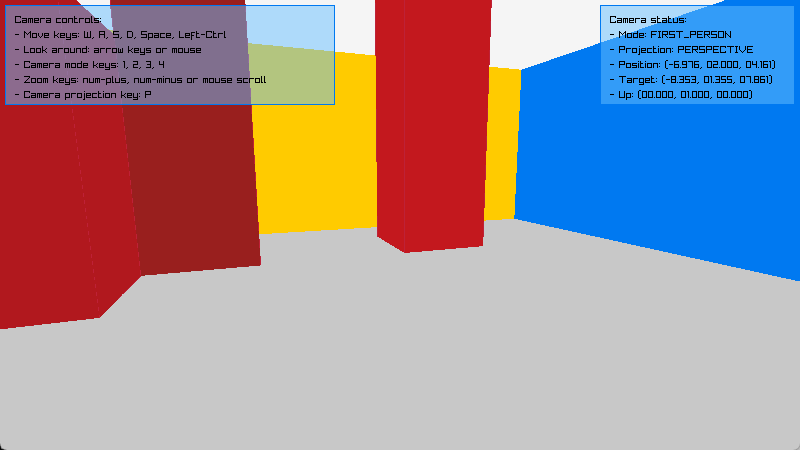 Camera controls:
- Move keys: W, A, S, D, Space, Left-Ctrl
- Look around: arrow keys or mouse
- Camera mode keys: 1, 2, 3, 4
- Zoom keys: num-plus, num-minus or mouse scroll
- Camera projection key: P
Camera status:
- Mode: FIRST_PERSON
- Projection: PERSPECTIVE
- Position: (-6.976, 02.000, 04.161)
- Target: (-8.353, 01.355, 07.861)
- Up: (00.000, 01.000, 00.000)